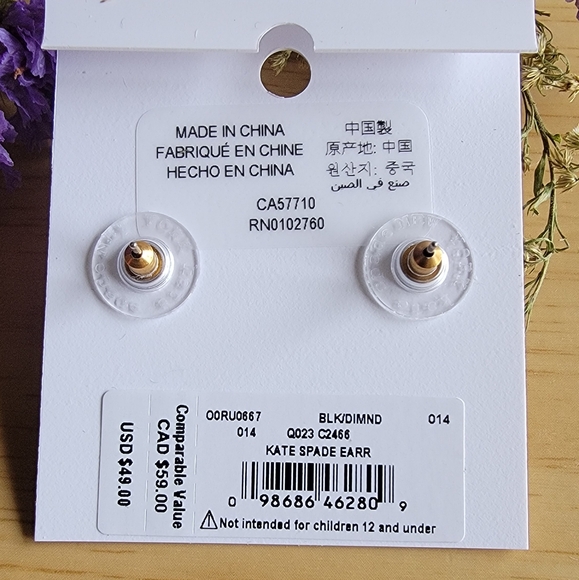 MADE IN CHINA
FABRIQUÉ EN CHINE
HECHO EN CHINA
中国製
原产地: 中国
원산지: 중국
صنع في الصين
CA57710
RN0102760
Comparable Value
CAD $59.00
USD $49.00
O0RU0667 BLK/DIMND 014
014 Q023 C2466
KATE SPADE EARR
0 98686 46280 9
Not intended for children 12 and under